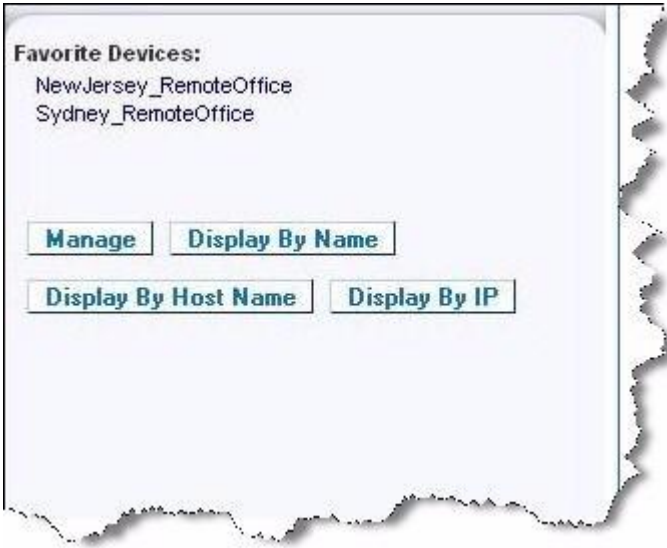 Favorite Devices:
NewJersey_RemoteOffice
Sydney_RemoteOffice
Manage Display By Name
Display By Host Name Display By IP